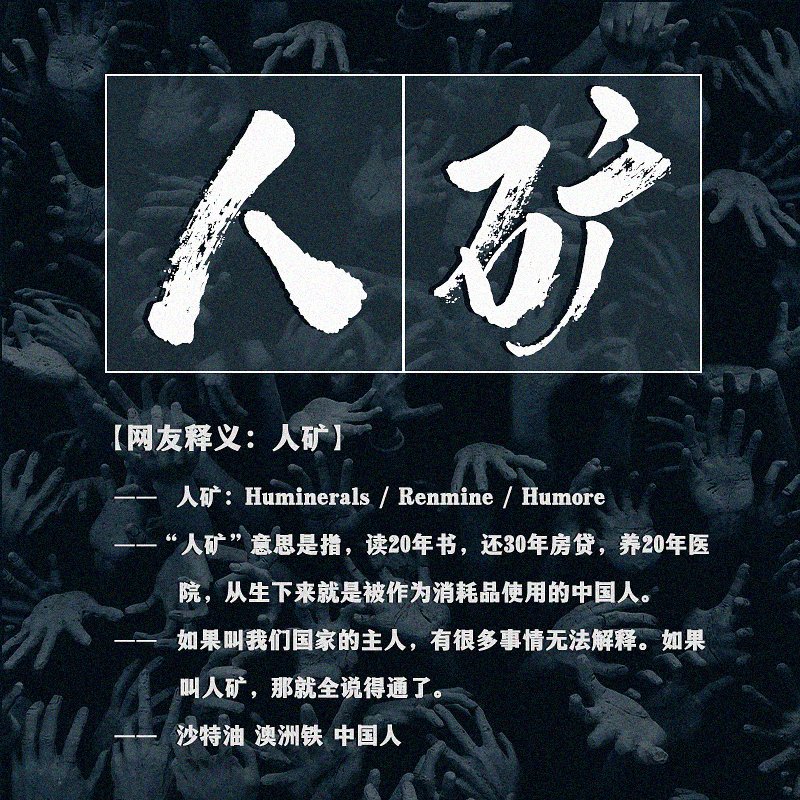 人矿
【网友释义：人矿】
—— 人矿：Huminerals / Renmine / Humore
——“人矿”意思是指，读20年书，还30年房贷，养20年医
院，从生下来就是被作为消耗品使用的中国人。
—— 如果叫我们国家的主人，有很多事情无法解释。如果
叫人矿，那就全说得通了。
—— 沙特油 澳洲铁 中国人